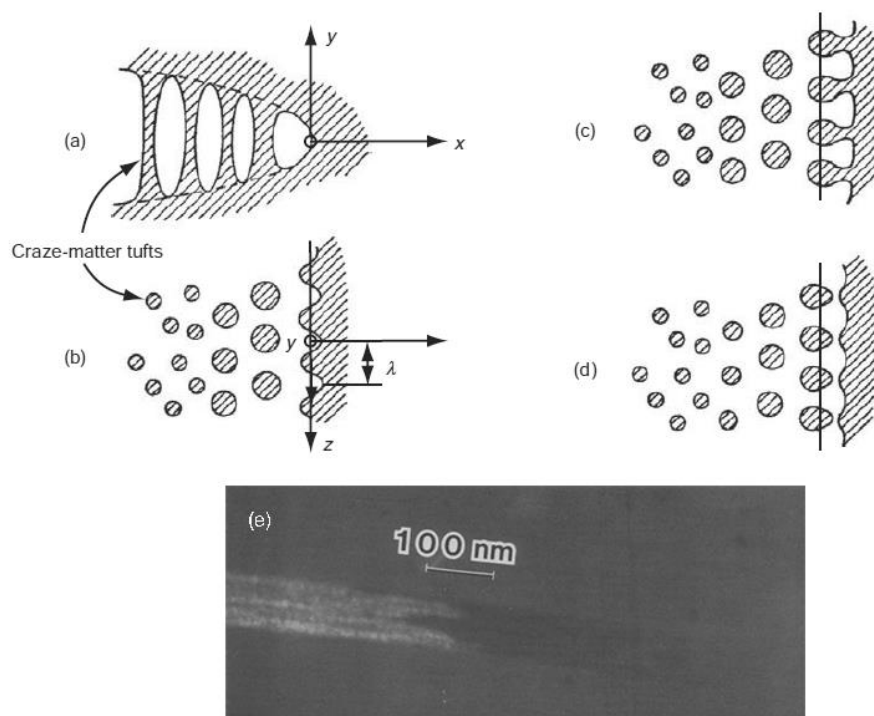 (a)
y
x
Craze-matter tufts
(b)
y
λ
z
(c)
(d)
(e)
100 nm